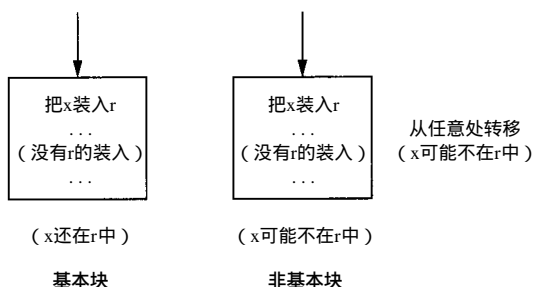 把x装入r
...
（没有r的装入）
...
（x还在r中）
基本块
把x装入r
...
（没有r的装入）
...
（x可能不在r中）
非基本块
从任意处转移
（x可能不在r中）